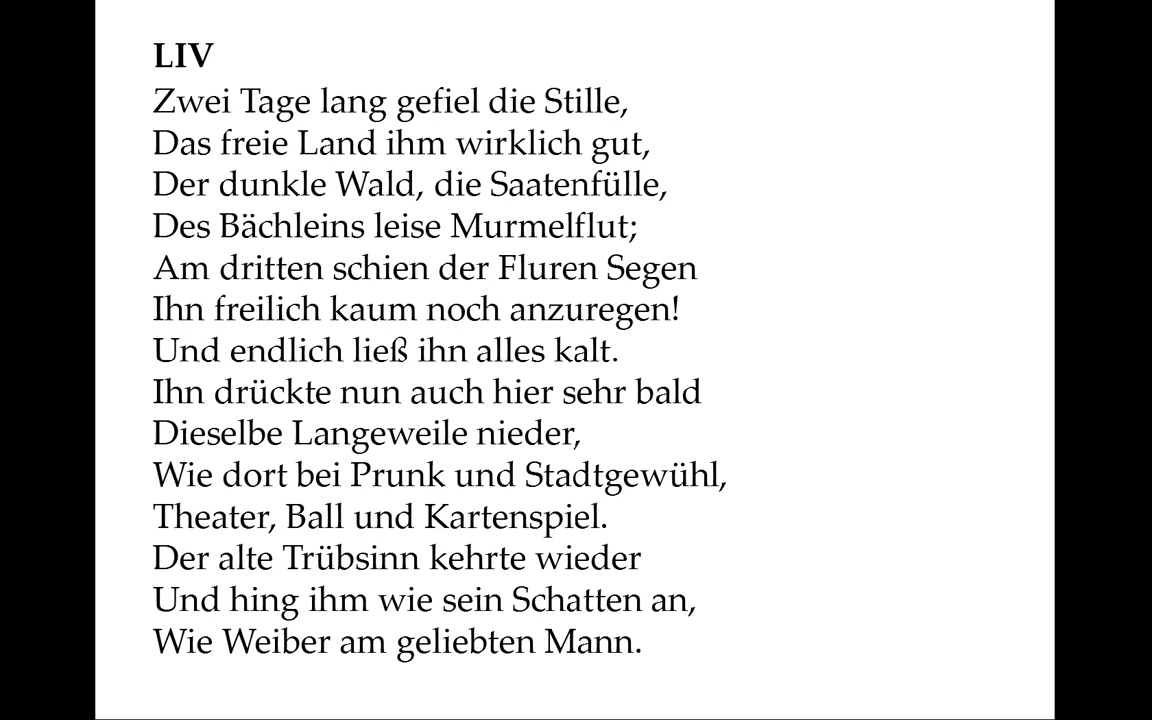 LIV
Zwei Tage lang gefiel die Stille,
Das freie Land ihm wirklich gut,
Der dunkle Wald, die Saatenfülle,
Des Bächleins leise Murmelflut;
Am dritten schien der Fluren Segen
Ihn freilich kaum noch anzuregen!
Und endlich ließ ihn alles kalt.
Ihn drückte nun auch hier sehr bald
Dieselbe Langeweile nieder,
Wie dort bei Prunk und Stadtgewühl,
Theater, Ball und Kartenspiel.
Der alte Trübsinn kehrte wieder
Und hing ihm wie sein Schatten an,
Wie Weiber am geliebten Mann.